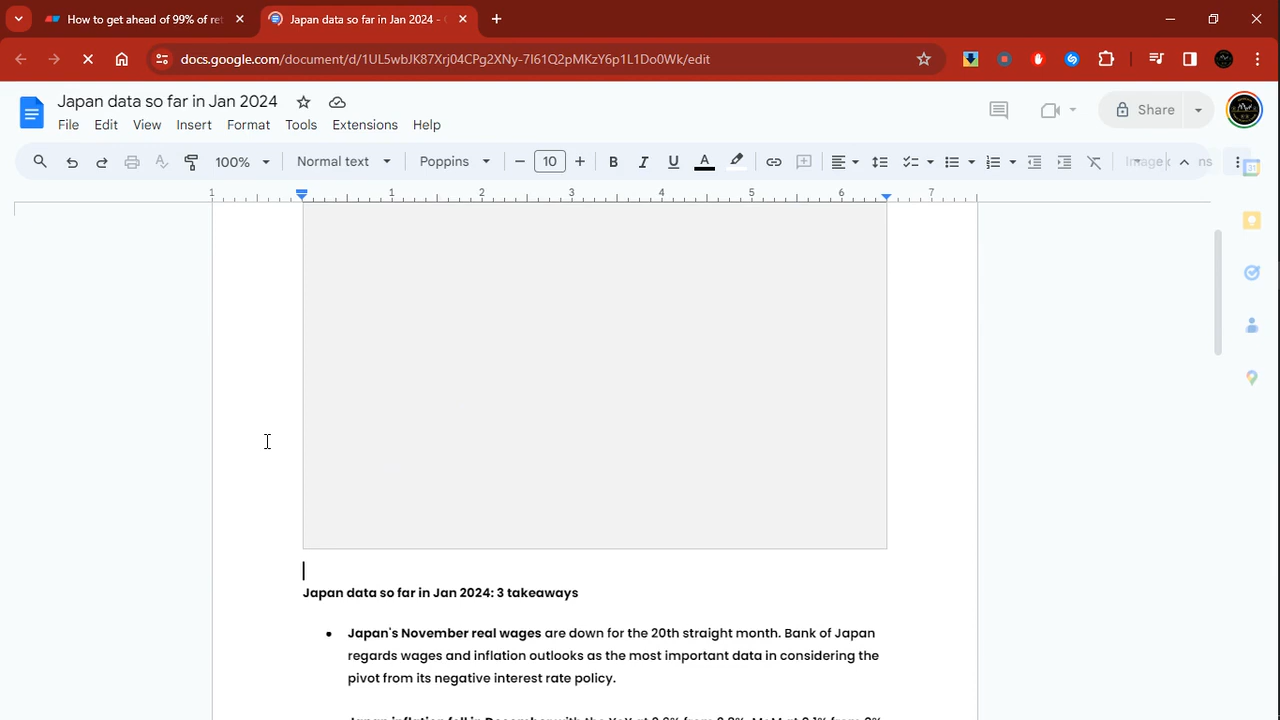 How to get ahead of 99% of ret
Japan data so far in Jan 2024 -
docs.google.com/document/d/1UL5wbJK87Xrj04CPg2XNy-7I61Q2pMKzY6p1L1Do0Wk/edit
Japan data so far in Jan 2024
Share
File Edit View Insert Format Tools Extensions Help
100% Normal text Poppins 10 Image
1 1 2 3 4 5 6 7
Japan data so far in Jan 2024: 3 takeaways
• Japan's November real wages are down for the 20th straight month. Bank of Japan
regards wages and inflation outlooks as the most important data in considering the
pivot from its negative interest rate policy.